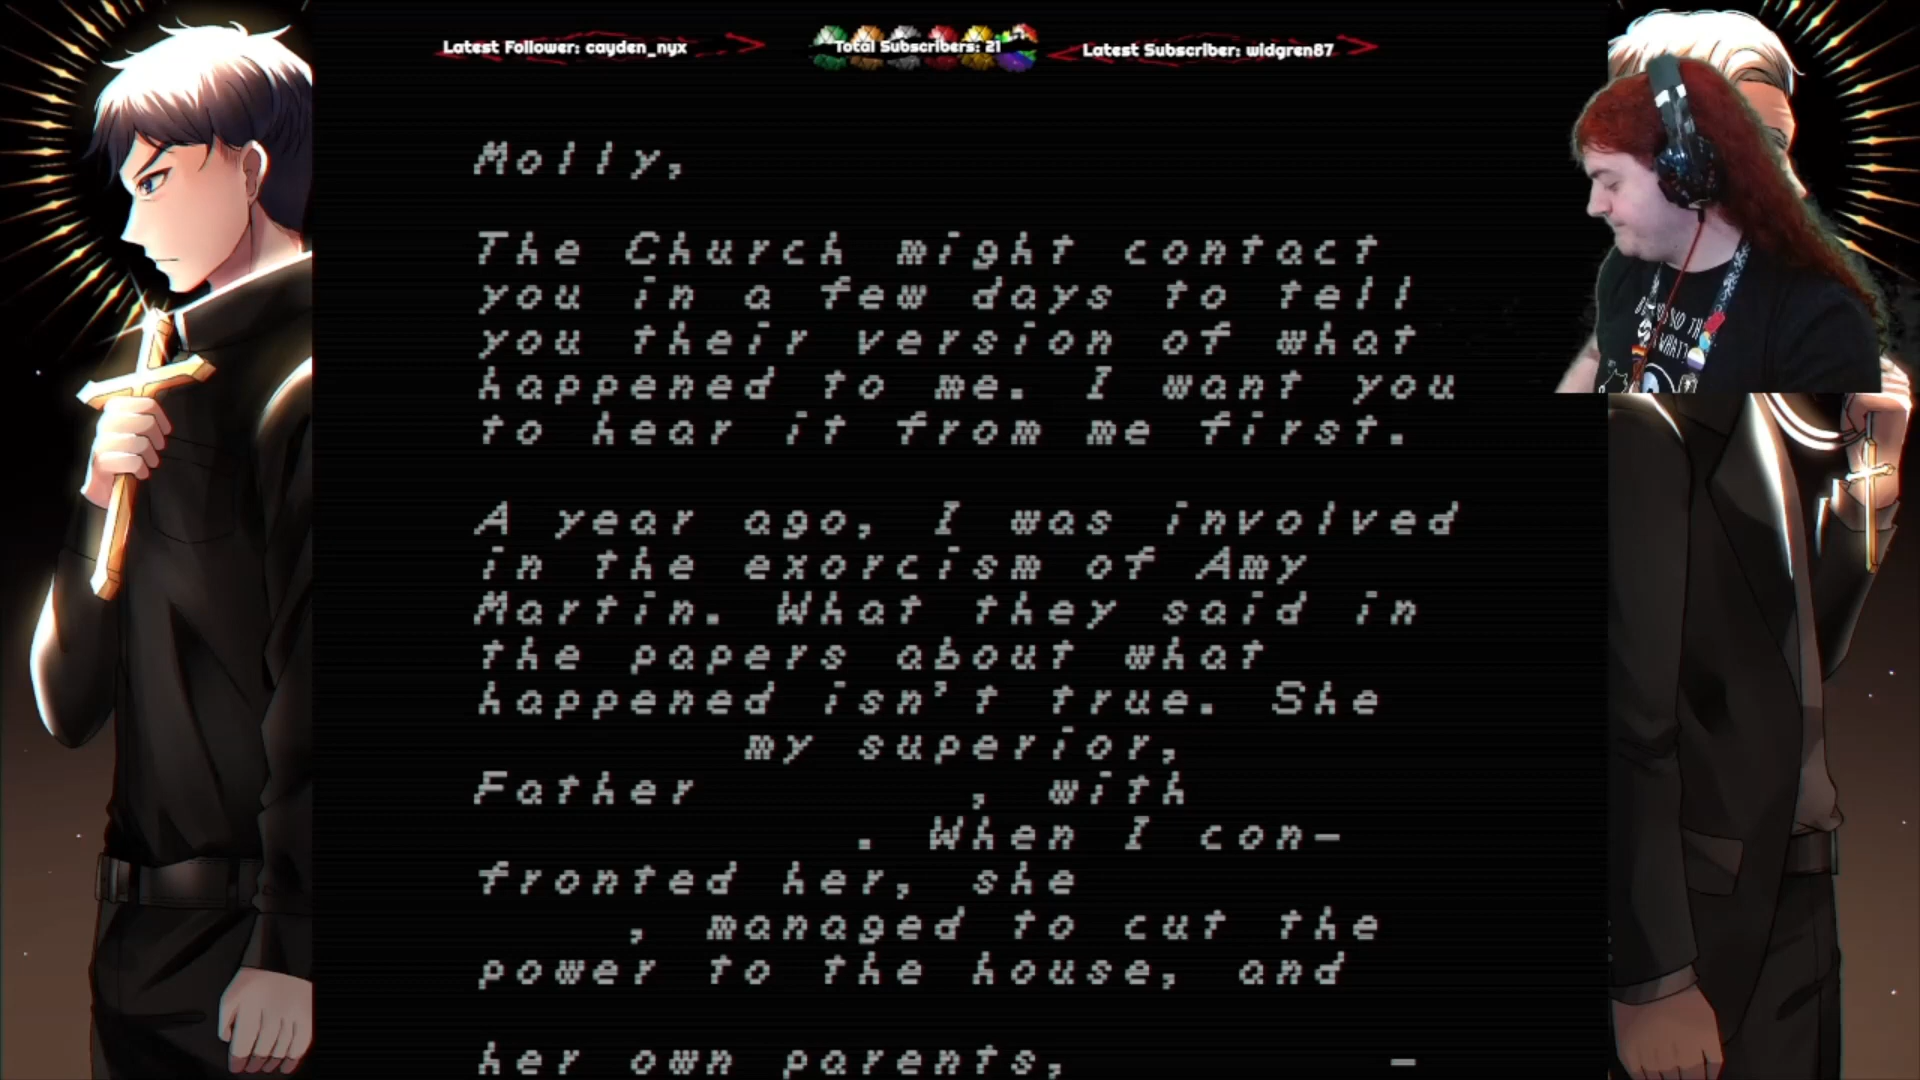 Latest Follower: cayden_nyx
Total Subscribers: 21
Latest Subscriber: widgren87
Molly,
The Church might contact
you in a few days to tell
you their version of what
happened to me. I want you
to hear it from me first.
A year ago, I was involved
in the exorcism of Amy
Martin. What they said in
the papers about what
happened isn't true. She
my superior,
Father , with
. When I con-
fronted her, she
, managed to cut the
power to the house, and
her own parents, -